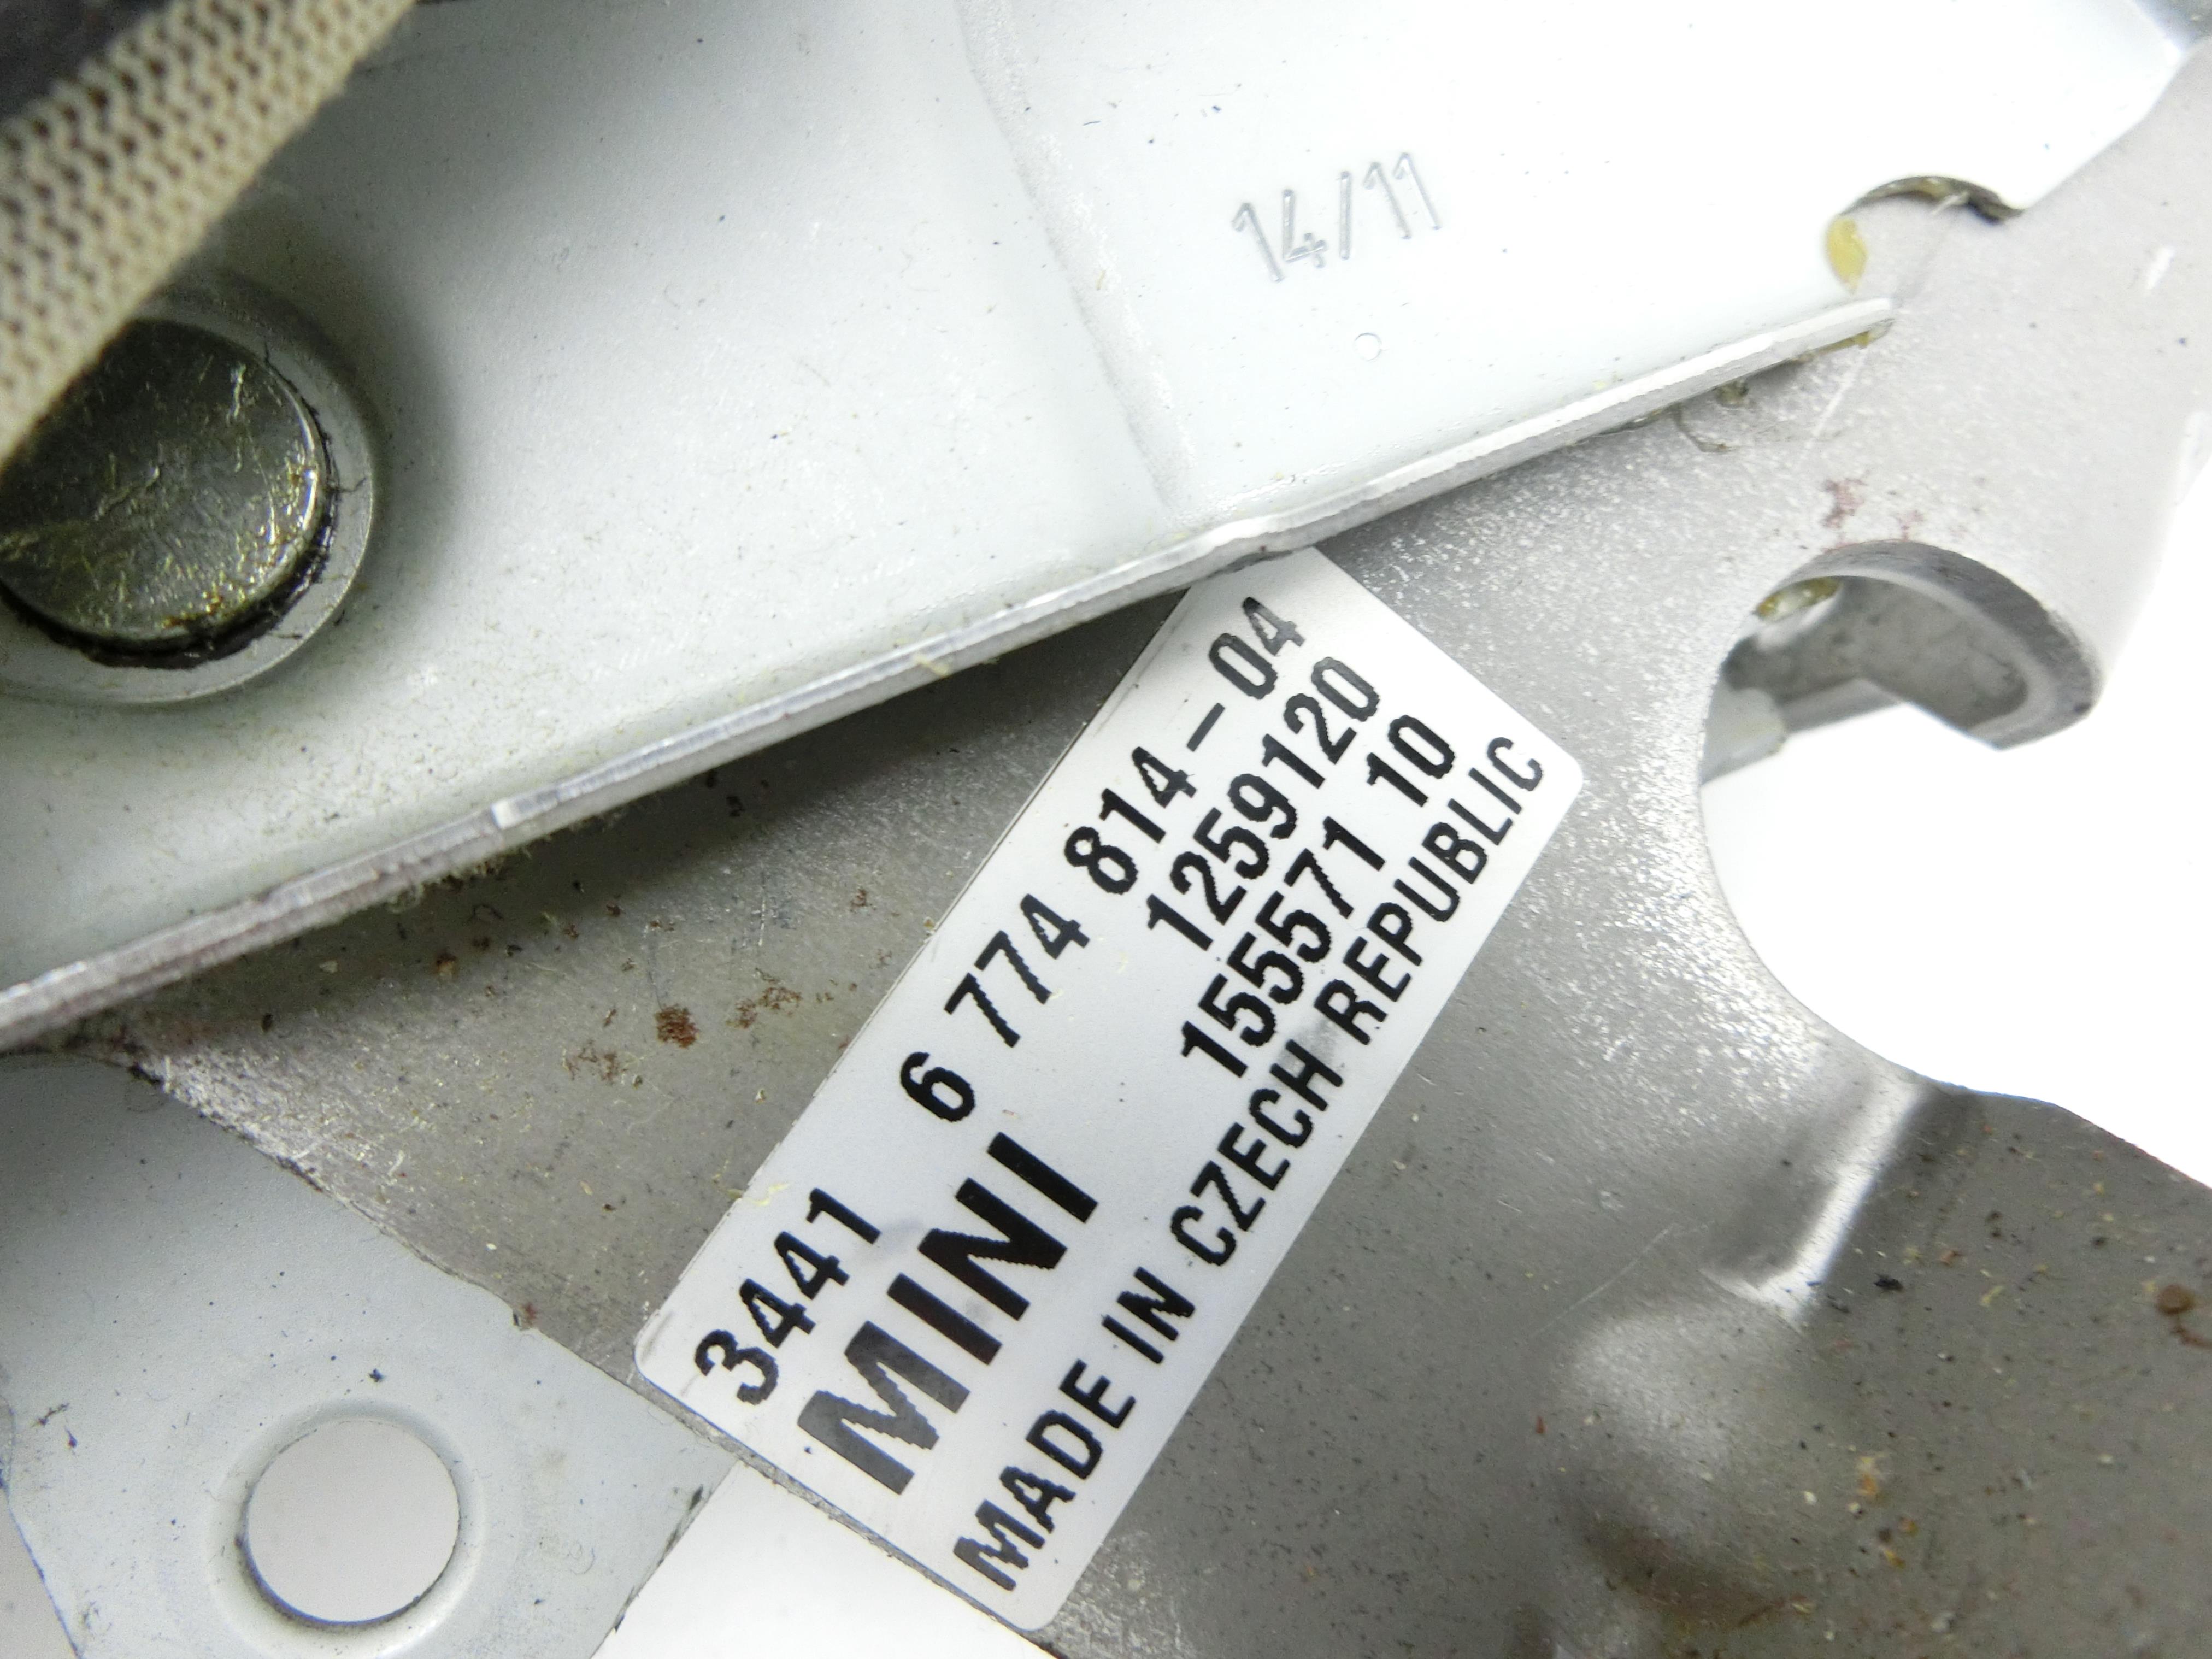 14/11
3441 6 774 814-04
MINI 1259120
155571 10
MADE IN CZECH REPUBLIC